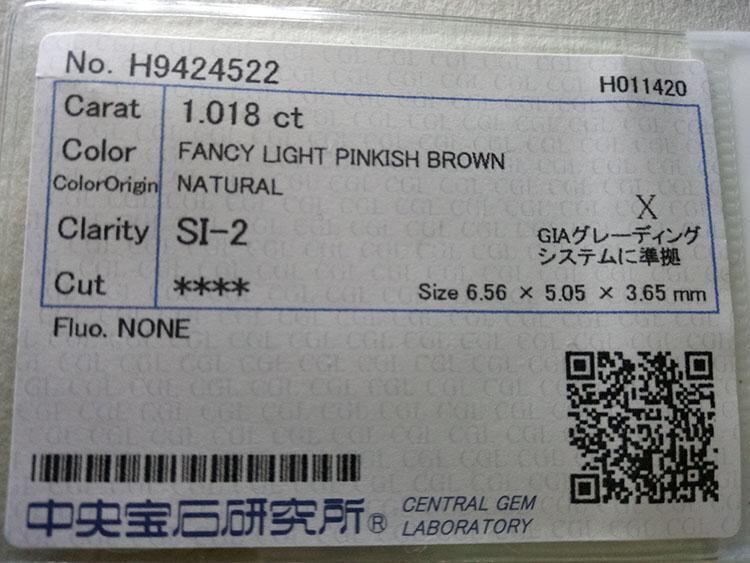 No. H9424522
H011420
Carat 1.018 ct
Color FANCY LIGHT PINKISH BROWN
ColorOrigin NATURAL
Clarity SI-2
X
GIAグレーディング
システムに準拠
Cut ****
Size 6.56 × 5.05 × 3.65 mm
Fluo. NONE
中央宝石研究所®
CENTRAL GEM
LABORATORY